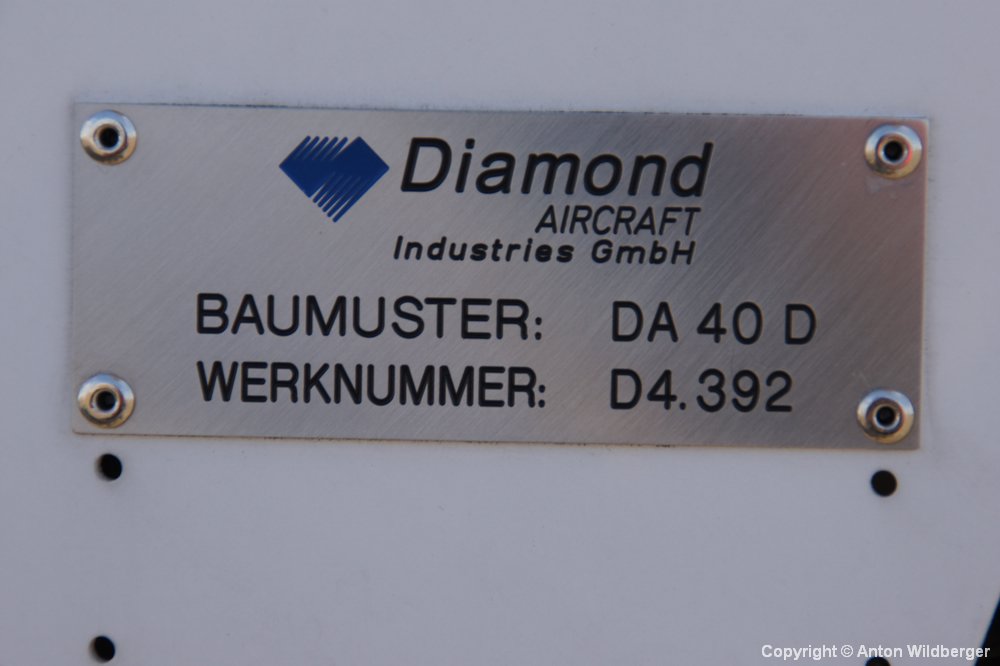 Diamond
AIRCRAFT
Industries GmbH
BAUMUSTER: DA 40 D
WERKNUMMER: D4.392
Copyright © Anton Wildberger